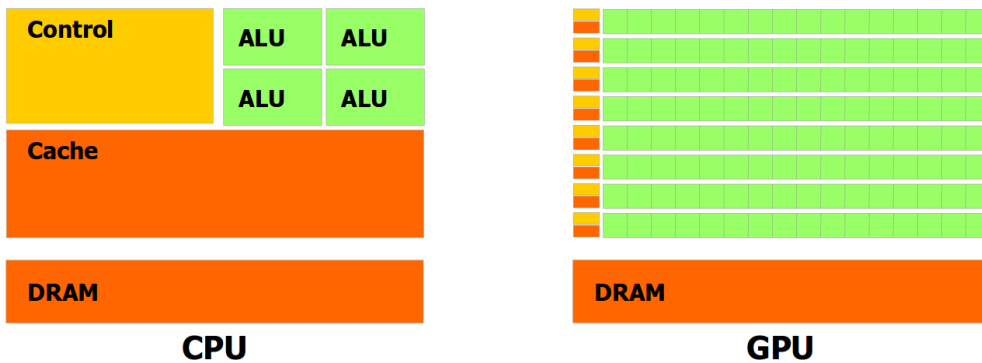 Control
ALU
ALU
ALU
ALU
Cache
DRAM
CPU
DRAM
GPU